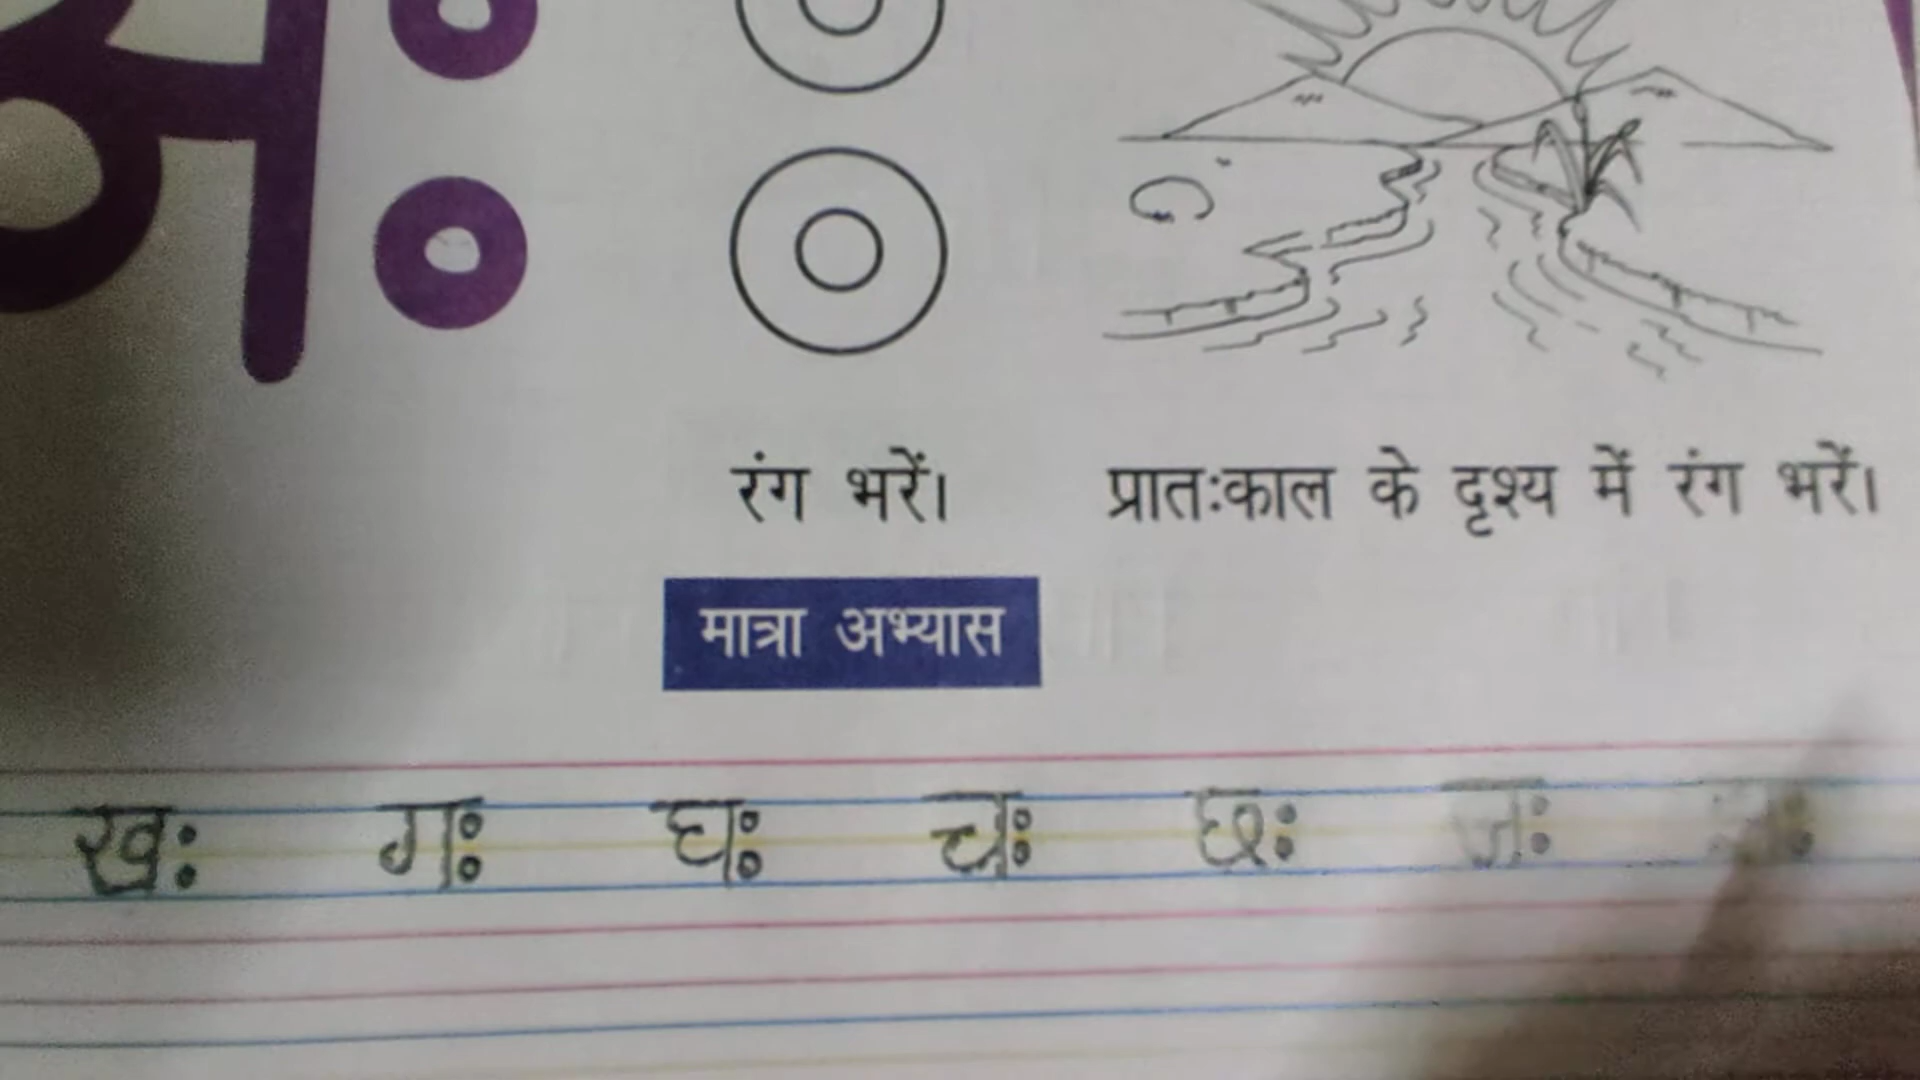 अः
रंग भरें। प्रातःकाल के दृश्य में रंग भरें।
मात्रा अभ्यास
खः गः घः चः छः जः